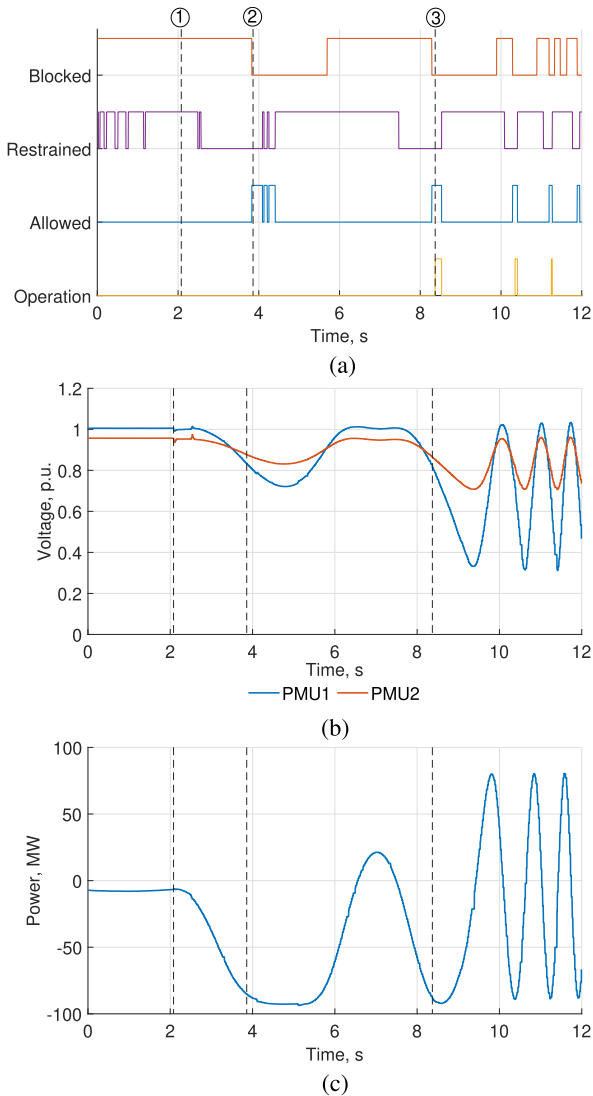 ① ② ③
Blocked
Restrained
Allowed
Operation
0 2 4 6 8 10 12
Time, s
(a)
1.2
1
0.8
0.6
0.4
0.2
0
Voltage, p.u.
0 2 4 6 8 10 12
Time, s
PMU1 PMU2
(b)
100
50
0
-50
-100
Power, MW
0 2 4 6 8 10 12
Time, s
(c)